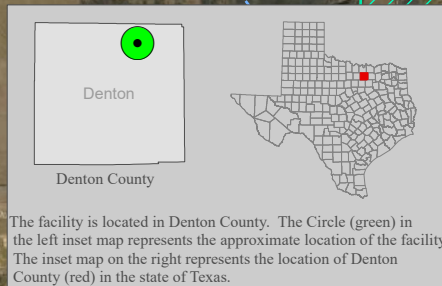 Denton
Denton County
The facility is located in Denton County.  The Circle (green) in
the left inset map represents the approximate location of the facility
The inset map on the right represents the location of Denton
County (red) in the state of Texas.